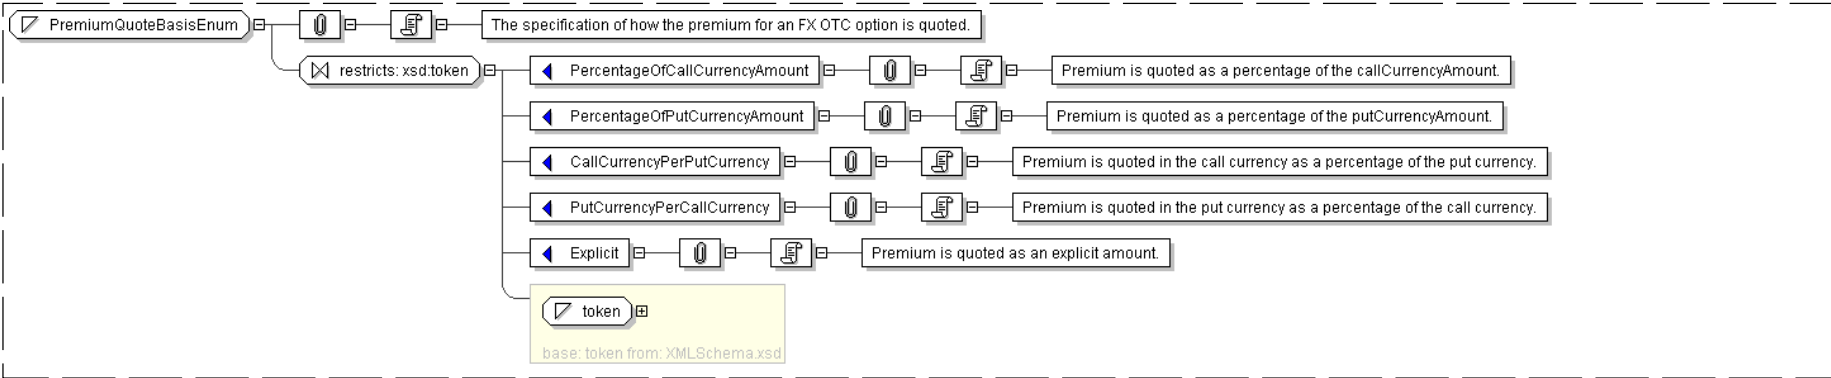 PremiumQuoteBasisEnum The specification of how the premium for an FX OTC option is quoted.
restricts: xsd:token PercentageOfCallCurrencyAmount Premium is quoted as a percentage of the callCurrencyAmount.
PercentageOfPutCurrencyAmount Premium is quoted as a percentage of the putCurrencyAmount.
CallCurrencyPerPutCurrency Premium is quoted in the call currency as a percentage of the put currency.
PutCurrencyPerCallCurrency Premium is quoted in the put currency as a percentage of the call currency.
Explicit Premium is quoted as an explicit amount.
token
base: token from: XMLSchema.xsd